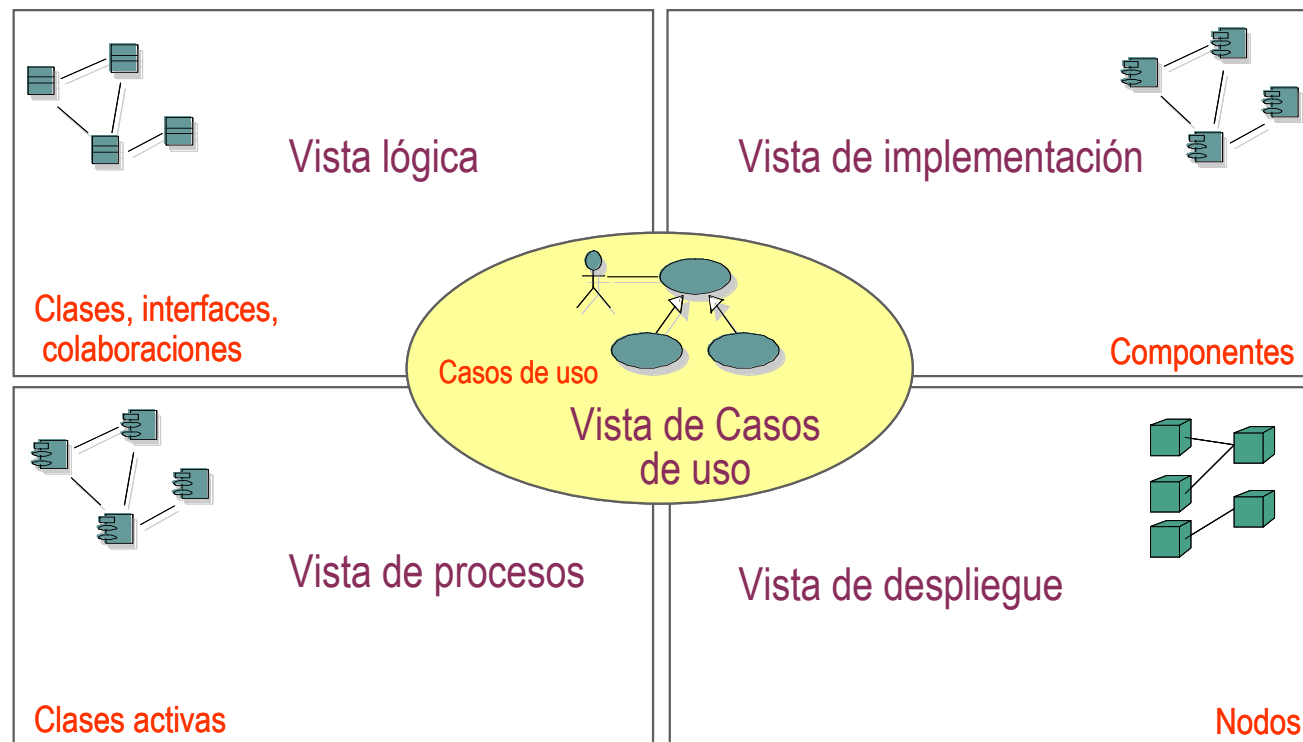 Vista lógica
Clases, interfaces,
colaboraciones
Vista de implementación
Componentes
Casos de uso
Vista de Casos
de uso
Vista de procesos
Clases activas
Vista de despliegue
Nodos